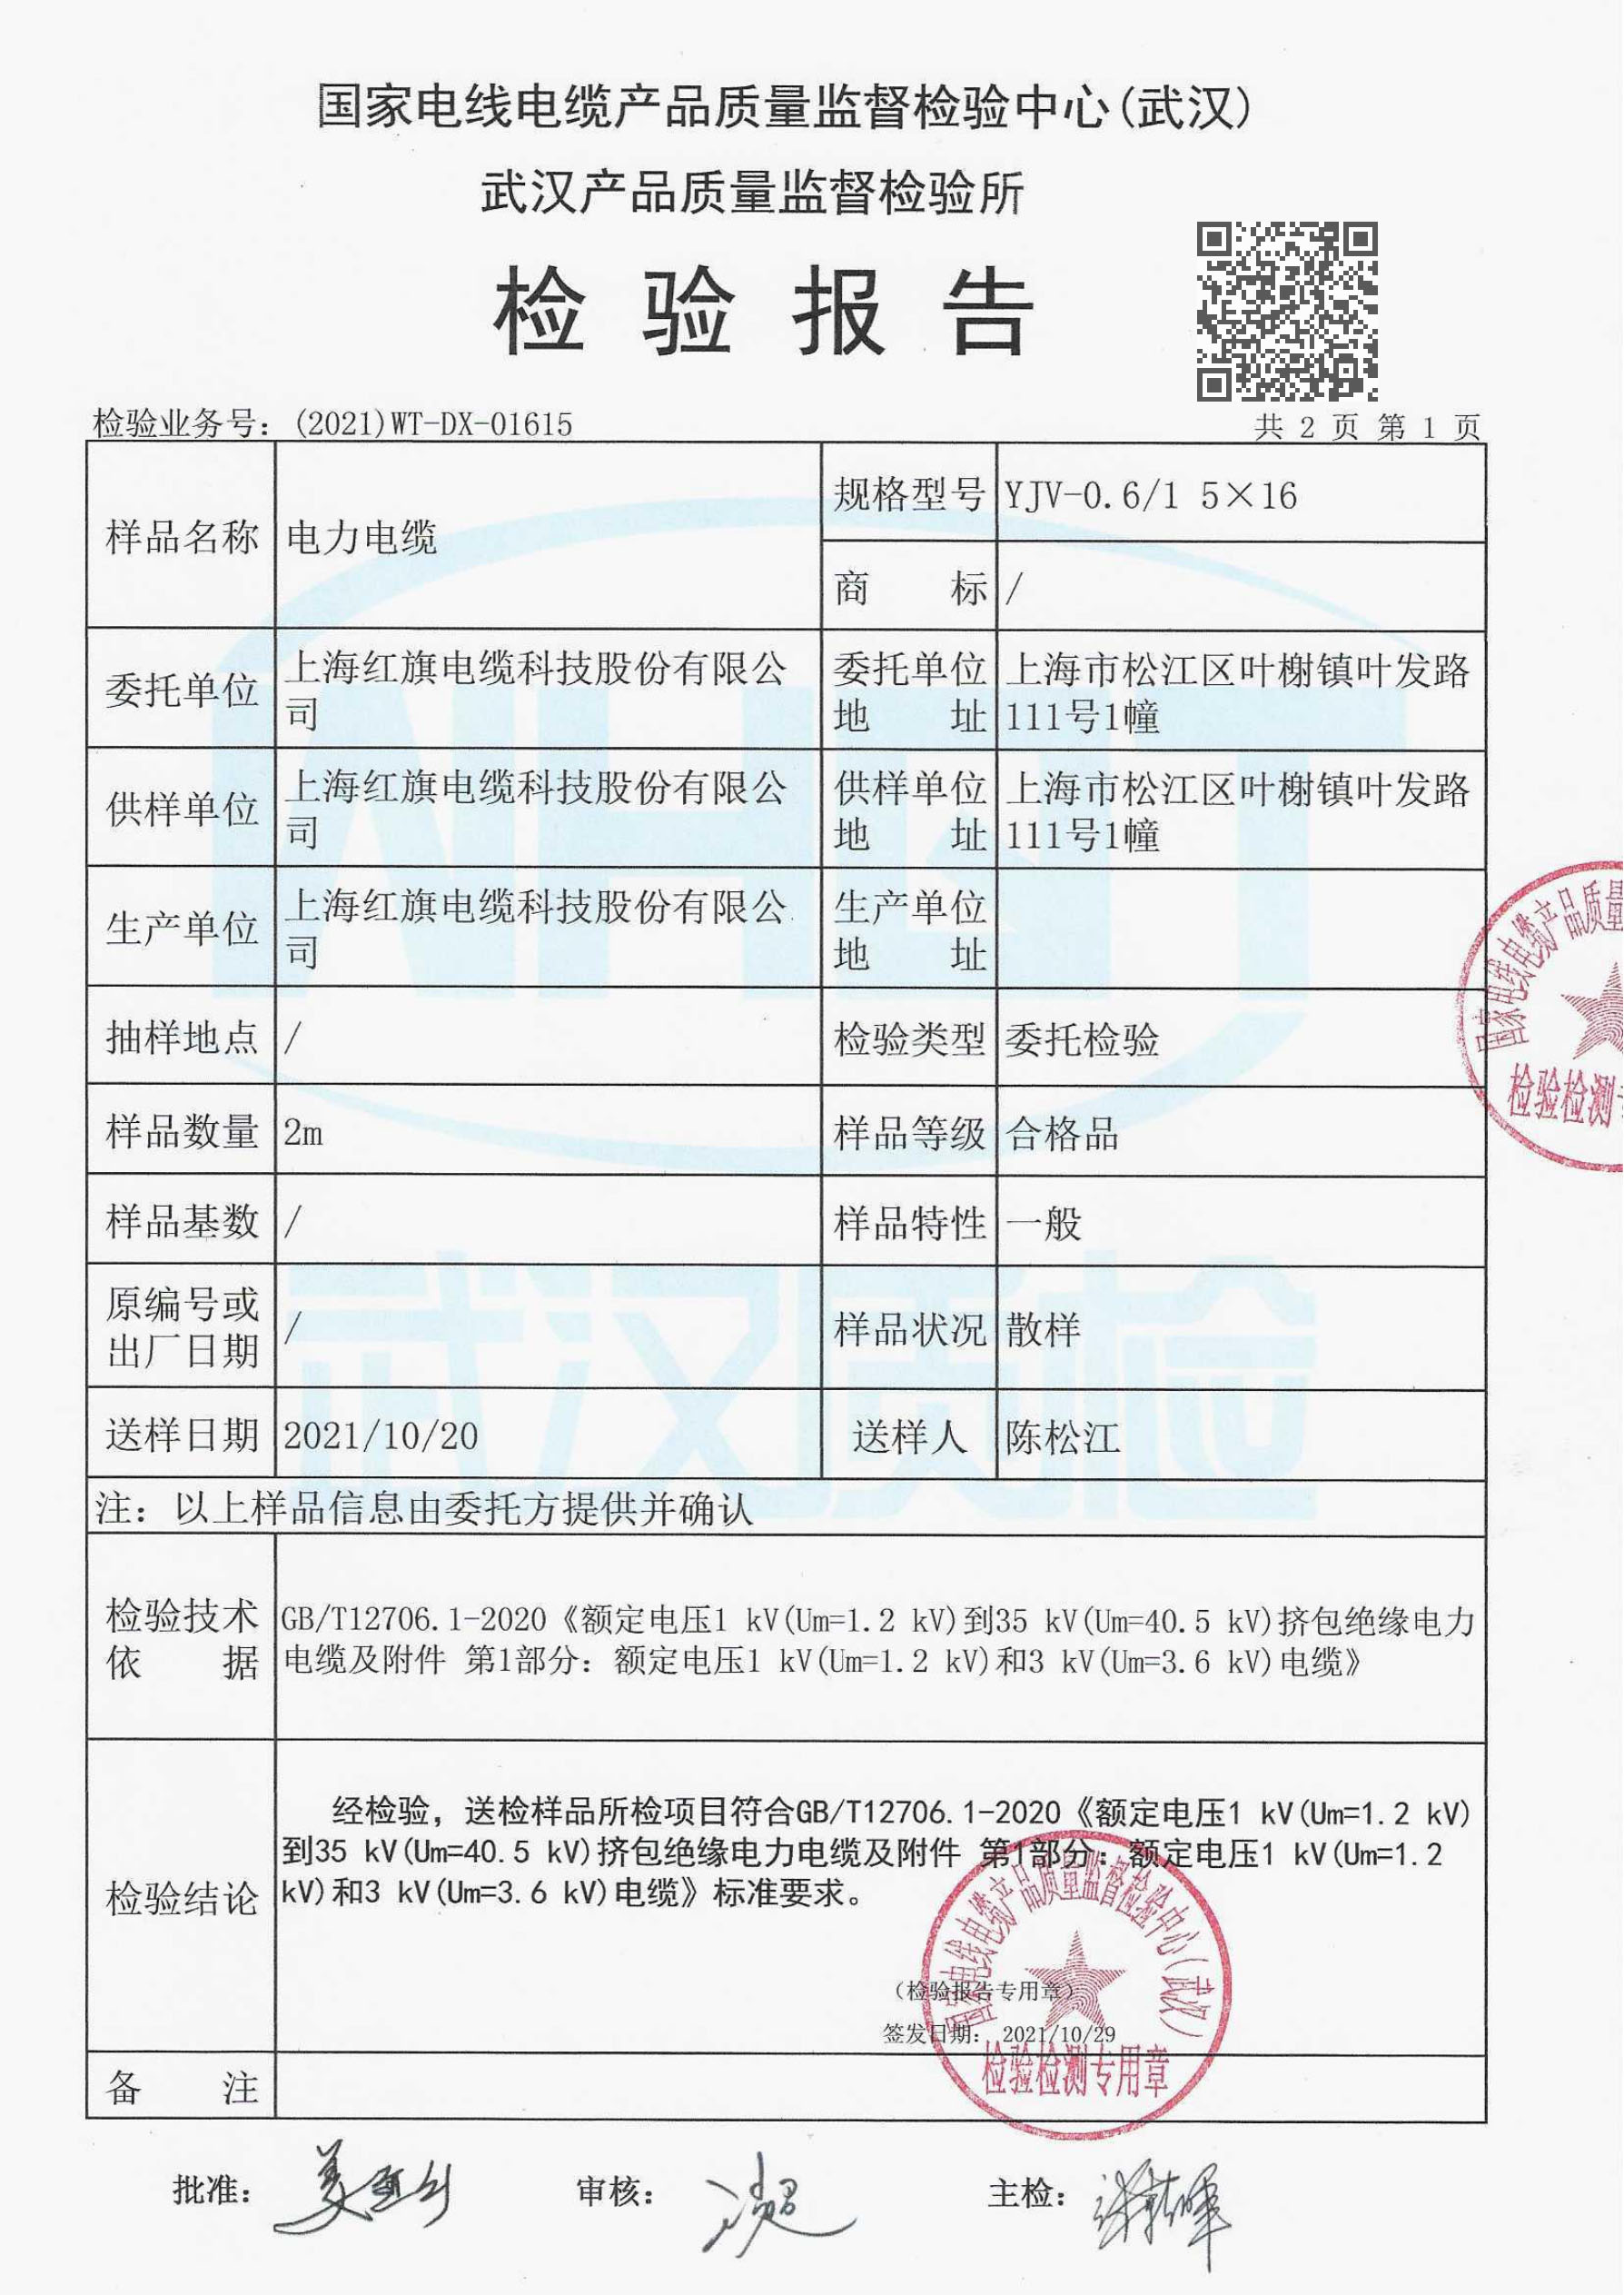 国家电线电缆产品质量监督检验中心(武汉)
武汉产品质量监督检验所
检验报告
检验业务号：(2021)WT-DX-01615
共 2 页 第 1 页
样品名称 电力电缆
规格型号 YJV-0.6/1 5×16
商标 /
委托单位 上海红旗电缆科技股份有限公
司
委托单位 上海市松江区叶榭镇叶发路
地址 111号1幢
供样单位 上海红旗电缆科技股份有限公
司
供样单位 上海市松江区叶榭镇叶发路
地址 111号1幢
生产单位 上海红旗电缆科技股份有限公
司
生产单位
地址
抽样地点 /
检验类型 委托检验
样品数量 2m
样品等级 合格品
样品基数 /
样品特性 一般
原编号或
出厂日期 /
样品状况 散样
送样日期 2021/10/20
送样人 陈松江
注：以上样品信息由委托方提供并确认
检验技术
依据
GB/T12706.1-2020《额定电压1 kV(Um=1.2 kV)到35 kV(Um=40.5 kV)挤包绝缘电力
电缆及附件 第1部分：额定电压1 kV(Um=1.2 kV)和3 kV(Um=3.6 kV)电缆》
检验结论
经检验，送检样品所检项目符合GB/T12706.1-2020《额定电压1 kV(Um=1.2 kV)
到35 kV(Um=40.5 kV)挤包绝缘电力电缆及附件 第1部分：额定电压1 kV(Um=1.2
kV)和3 kV(Um=3.6 kV)电缆》标准要求。
（检验报告专用章）
签发日期： 2021/10/29
国家电线电缆产品质量监督检验中心(武汉)
检验检测专用章
国家电线电缆产品质量
检验检测专
备注
批准：
审核：
主检：
武汉质检